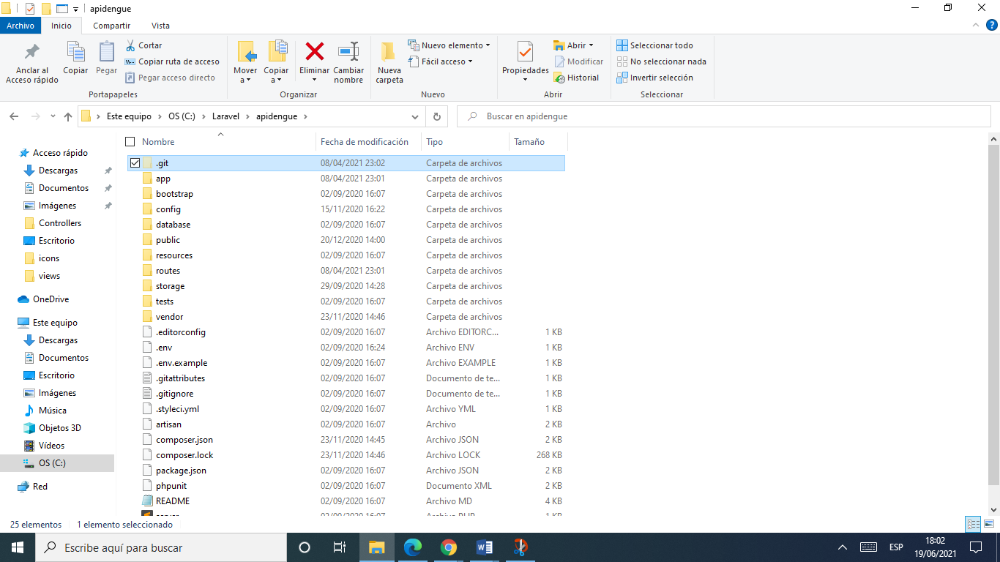 apidengue
Archivo Inicio Compartir Vista
Anclar al Acceso rápido
Copiar
Pegar
Cortar
Copiar ruta de acceso
Pegar acceso directo
Portapapeles
Mover a
Copiar a
Eliminar
Cambiar nombre
Organizar
Nueva carpeta
Nuevo elemento
Fácil acceso
Nuevo
Propiedades
Abrir
Modificar
Historial
Abrir
Seleccionar todo
No seleccionar nada
Invertir selección
Seleccionar
Este equipo > OS (C:) > Laravel > apidengue >
Buscar en apidengue
Acceso rápido
Descargas
Documentos
Imágenes
Controllers
Escritorio
icons
views
OneDrive
Este equipo
Descargas
Documentos
Escritorio
Imágenes
Música
Objetos 3D
Vídeos
OS (C:)
Red
Nombre Fecha de modificación Tipo Tamaño
.git 08/04/2021 23:02 Carpeta de archivos
app 08/04/2021 23:01 Carpeta de archivos
bootstrap 02/09/2020 16:07 Carpeta de archivos
config 15/11/2020 16:22 Carpeta de archivos
database 02/09/2020 16:07 Carpeta de archivos
public 20/12/2020 14:00 Carpeta de archivos
resources 02/09/2020 16:07 Carpeta de archivos
routes 08/04/2021 23:01 Carpeta de archivos
storage 29/09/2020 14:28 Carpeta de archivos
tests 02/09/2020 16:07 Carpeta de archivos
vendor 23/11/2020 14:46 Carpeta de archivos
.editorconfig 02/09/2020 16:07 Archivo EDITORC... 1 KB
.env 02/09/2020 16:24 Archivo ENV 1 KB
.env.example 02/09/2020 16:07 Archivo EXAMPLE 1 KB
.gitattributes 02/09/2020 16:07 Documento de te... 1 KB
.gitignore 02/09/2020 16:07 Documento de te... 1 KB
.styleci.yml 02/09/2020 16:07 Archivo YML 1 KB
artisan 02/09/2020 16:07 Archivo 2 KB
composer.json 23/11/2020 14:45 Archivo JSON 2 KB
composer.lock 23/11/2020 14:46 Archivo LOCK 268 KB
package.json 02/09/2020 16:07 Archivo JSON 2 KB
phpunit 02/09/2020 16:07 Documento XML 2 KB
README 02/09/2020 16:07 Archivo MD 4 KB
server 02/09/2020 16:07 Archivo PHP 1 KB
25 elementos 1 elemento seleccionado
Escribe aquí para buscar
ESP
18:02
19/06/2021